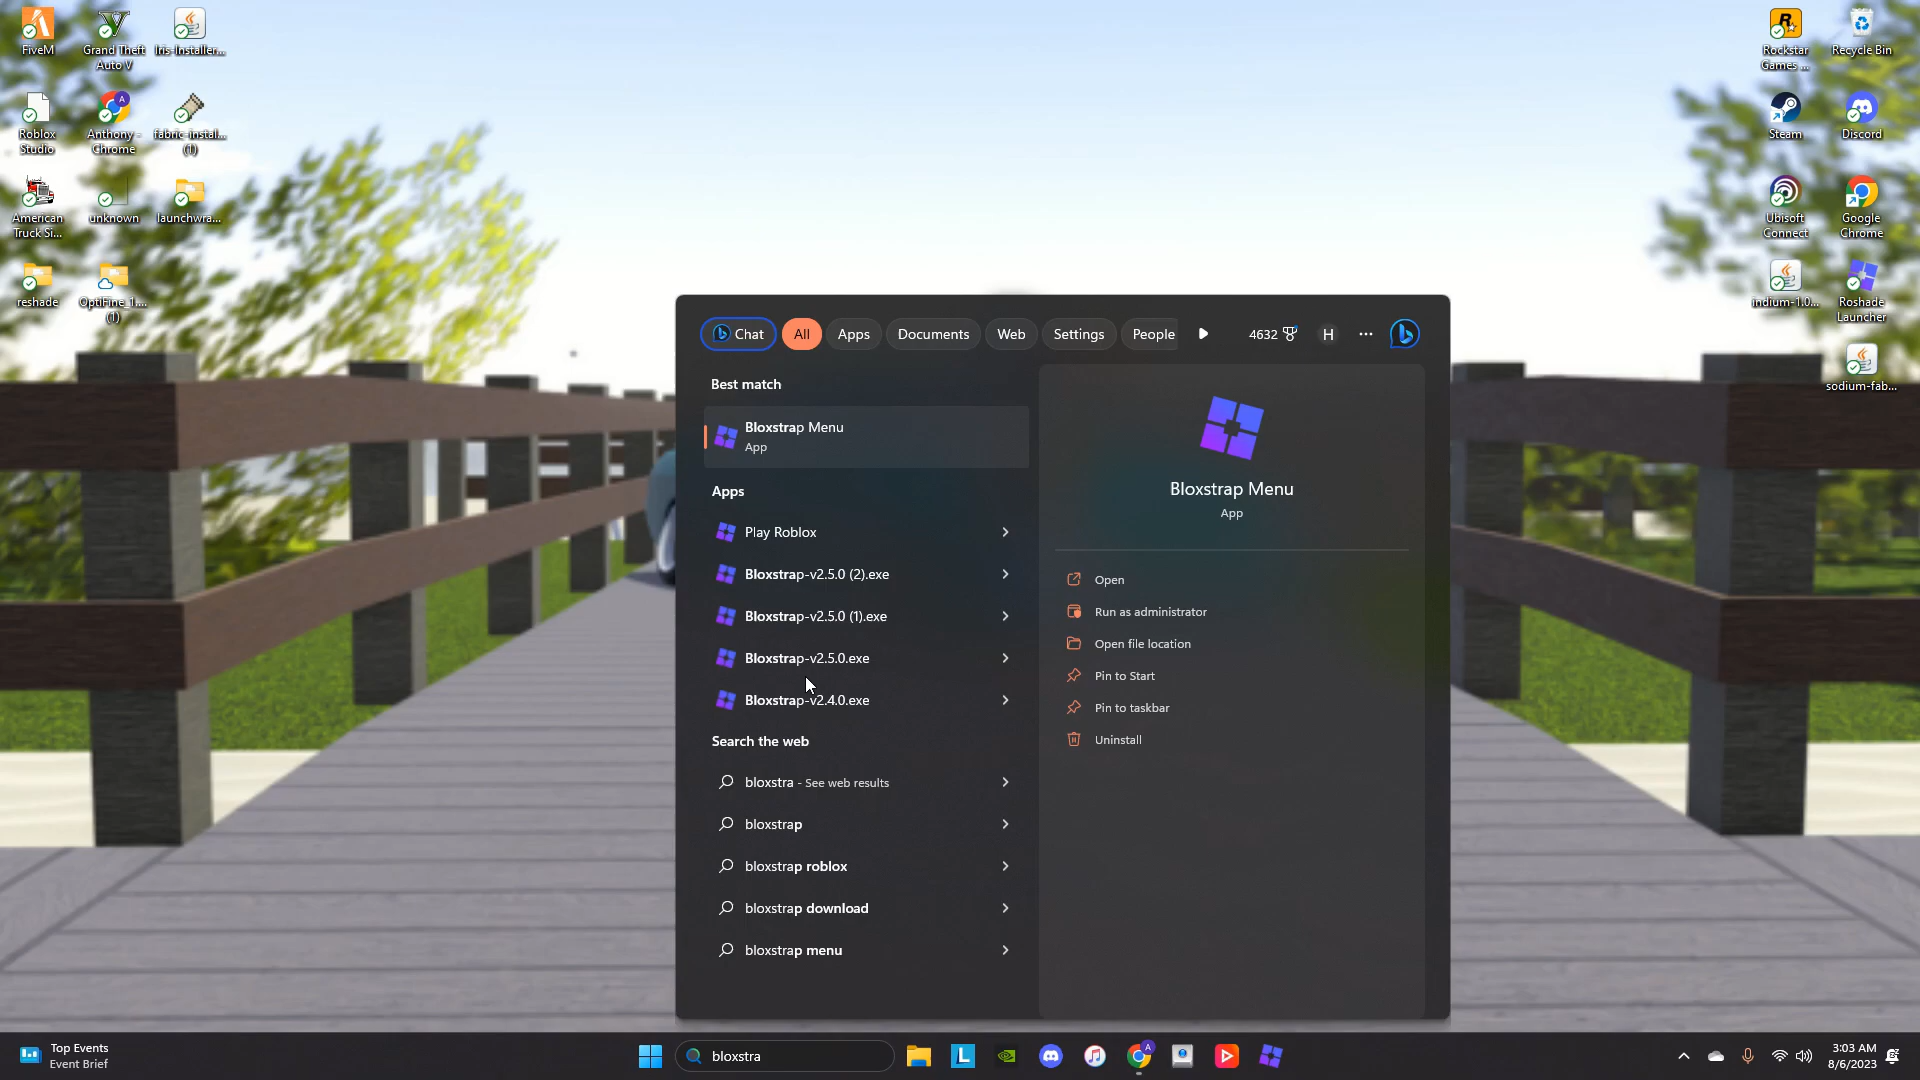 FiveM
Grand Theft
Auto V
Iris-Installer...
Roblox
Studio
Anthony -
Chrome
fabric-instal...
(1)
American
Truck Si...
unknown
launchwra...
reshade
OptiFine_1....
(1)
Rockstar
Games ...
Recycle Bin
Steam
Discord
Ubisoft
Connect
Google
Chrome
indium-1.0...
Roshade
Launcher
sodium-fab...
Chat
All
Apps
Documents
Web
Settings
People
4632
H
Best match
Bloxstrap Menu
App
Apps
Play Roblox
Bloxstrap-v2.5.0 (2).exe
Bloxstrap-v2.5.0 (1).exe
Bloxstrap-v2.5.0.exe
Bloxstrap-v2.4.0.exe
Search the web
bloxstra - See web results
bloxstrap
bloxstrap roblox
bloxstrap download
bloxstrap menu
Bloxstrap Menu
App
Open
Run as administrator
Open file location
Pin to Start
Pin to taskbar
Uninstall
Top Events
Event Brief
bloxstra
L
A
3:03 AM
8/6/2023